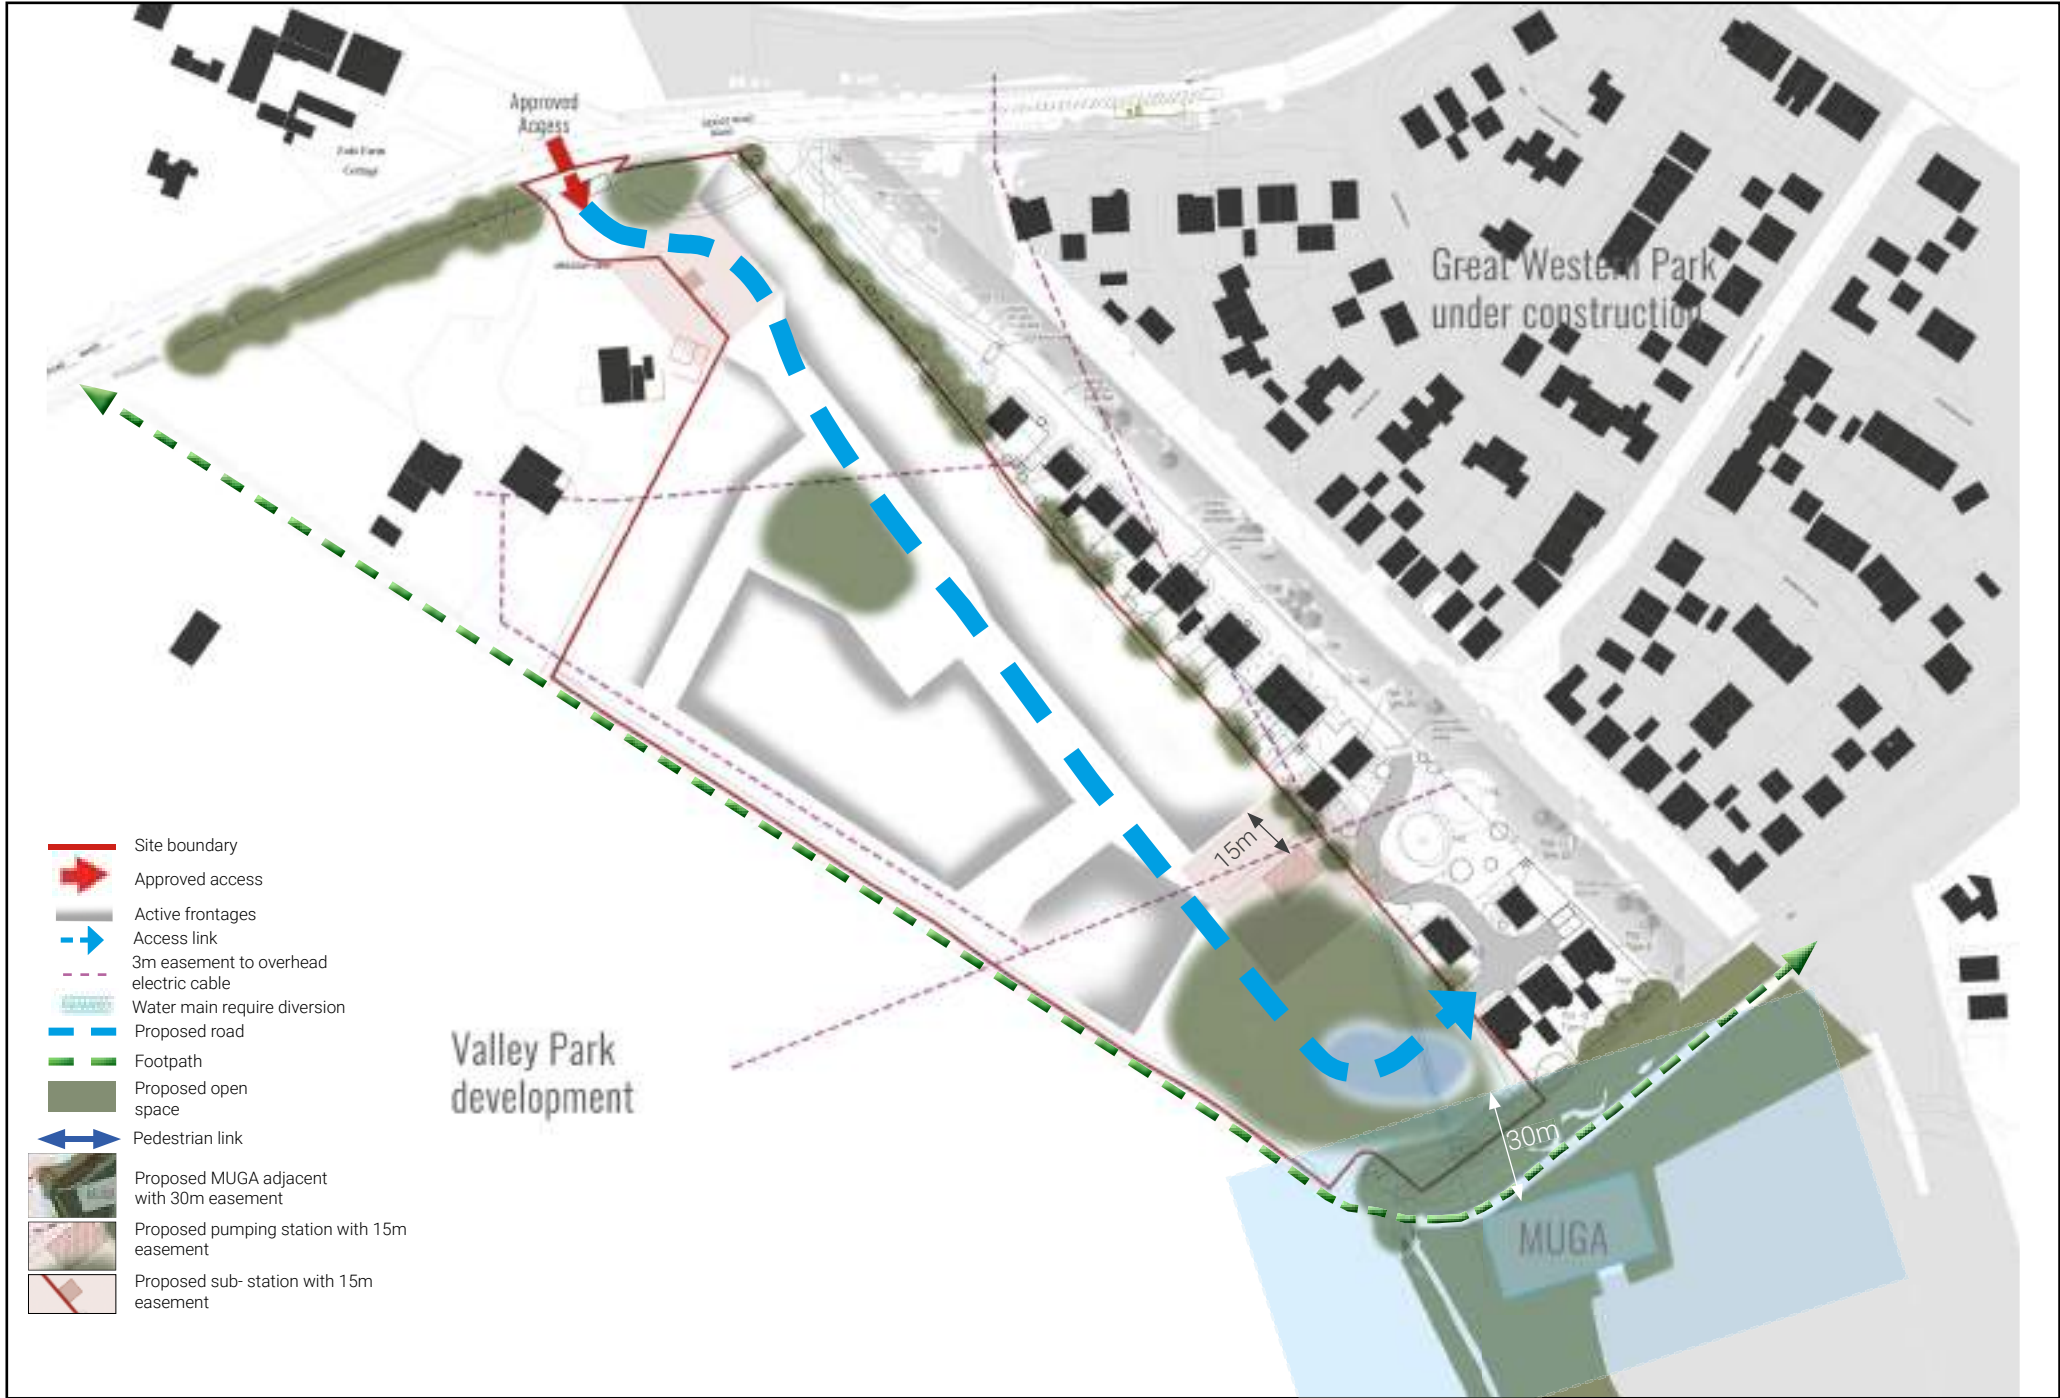 Approved
Access
Great Western Park
under construction
15m
30m
MUGA
Valley Park
development
Site boundary
Approved access
Active frontages
Access link
3m easement to overhead
electric cable
Water main require diversion
Proposed road
Footpath
Proposed open
space
Pedestrian link
Proposed MUGA adjacent
with 30m easement
Proposed pumping station with 15m
easement
Proposed sub- station with 15m
easement